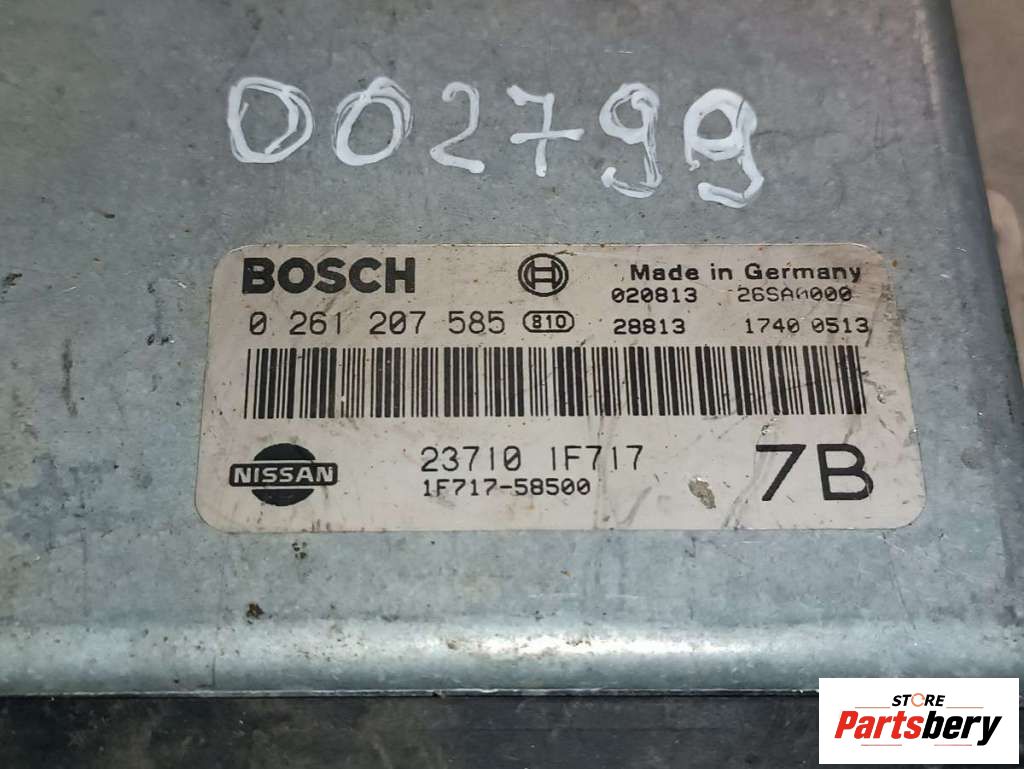 002799
BOSCH Made in Germany
020813 26SA0000
0 261 207 585 810 28813 1740 0513
NISSAN 23710 1F717 7B
1F717-58500
STORE
Partsbery